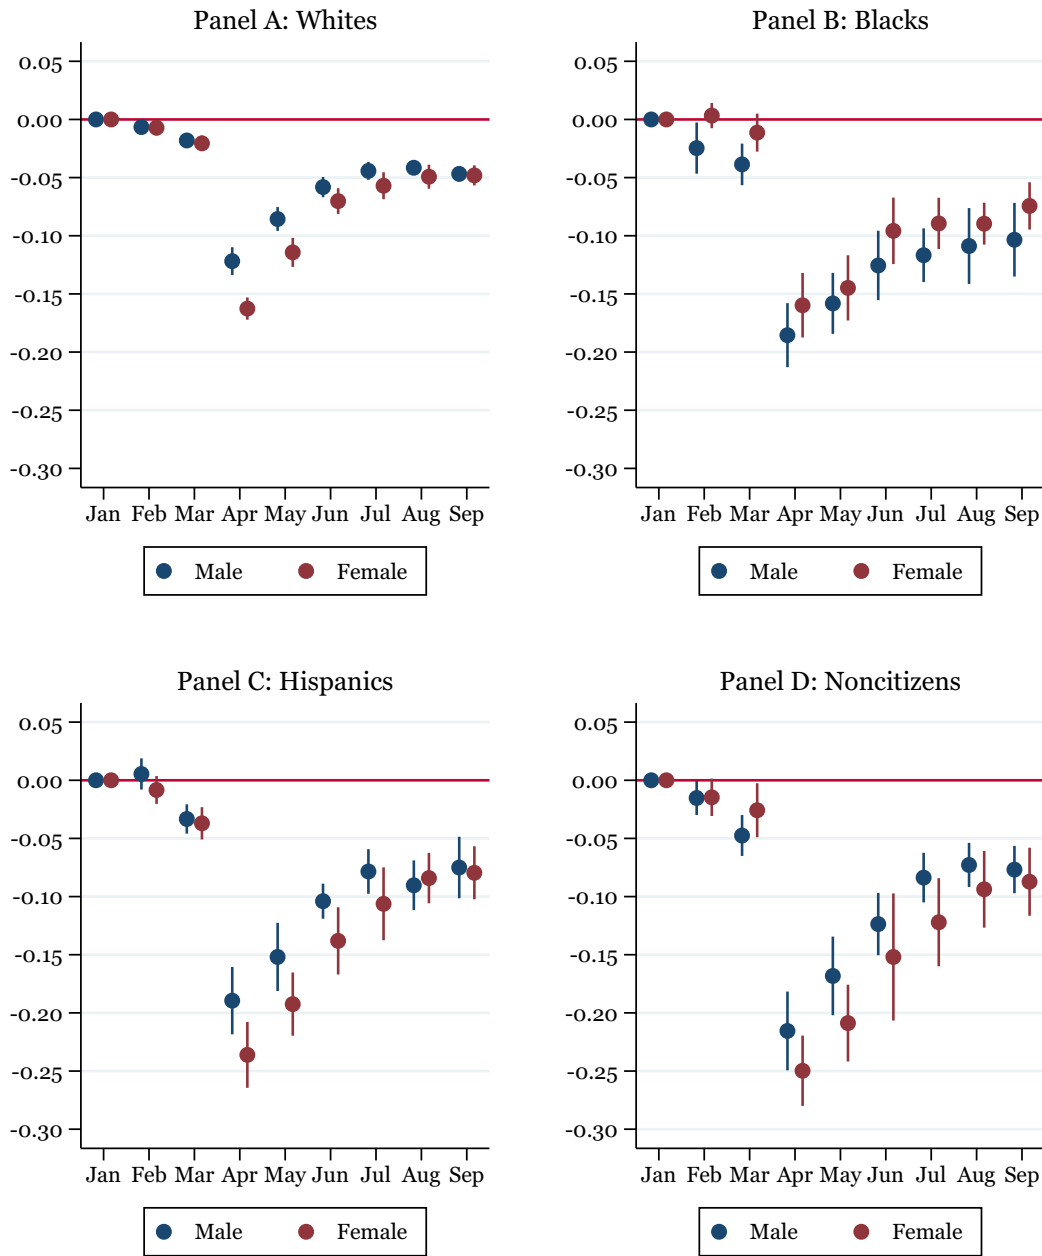 Panel A: Whites
0.05
0.00
-0.05
-0.10
-0.15
-0.20
-0.25
-0.30
Jan Feb Mar Apr May Jun Jul Aug Sep
Male Female
Panel B: Blacks
0.05
0.00
-0.05
-0.10
-0.15
-0.20
-0.25
-0.30
Jan Feb Mar Apr May Jun Jul Aug Sep
Male Female
Panel C: Hispanics
0.05
0.00
-0.05
-0.10
-0.15
-0.20
-0.25
-0.30
Jan Feb Mar Apr May Jun Jul Aug Sep
Male Female
Panel D: Noncitizens
0.05
0.00
-0.05
-0.10
-0.15
-0.20
-0.25
-0.30
Jan Feb Mar Apr May Jun Jul Aug Sep
Male Female